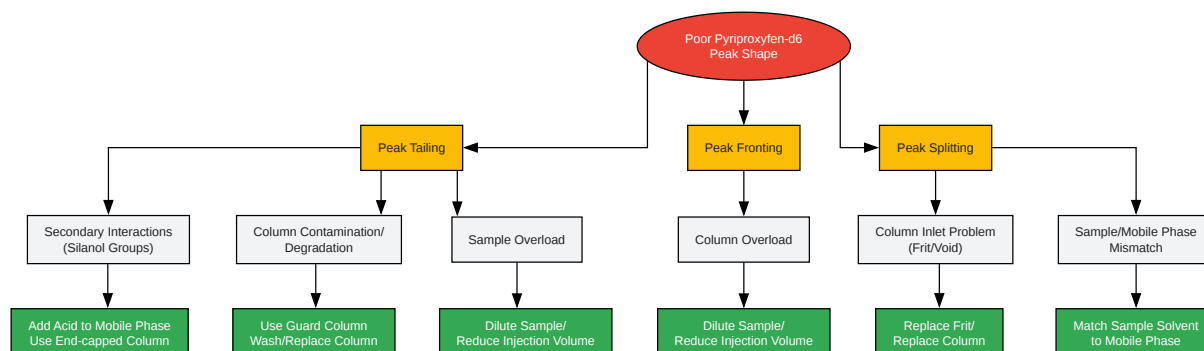 Poor Pyriproxyfen-d6
Peak Shape
Peak Tailing
Peak Fronting
Peak Splitting
Secondary Interactions
(Silanol Groups)
Column Contamination/
Degradation
Sample Overload
Column Overload
Column Inlet Problem
(Frit/Void)
Sample/Mobile Phase
Mismatch
Add Acid to Mobile Phase
Use End-capped Column
Use Guard Column
Wash/Replace Column
Dilute Sample/
Reduce Injection Volume
Dilute Sample/
Reduce Injection Volume
Replace Frit/
Replace Column
Match Sample Solvent
to Mobile Phase